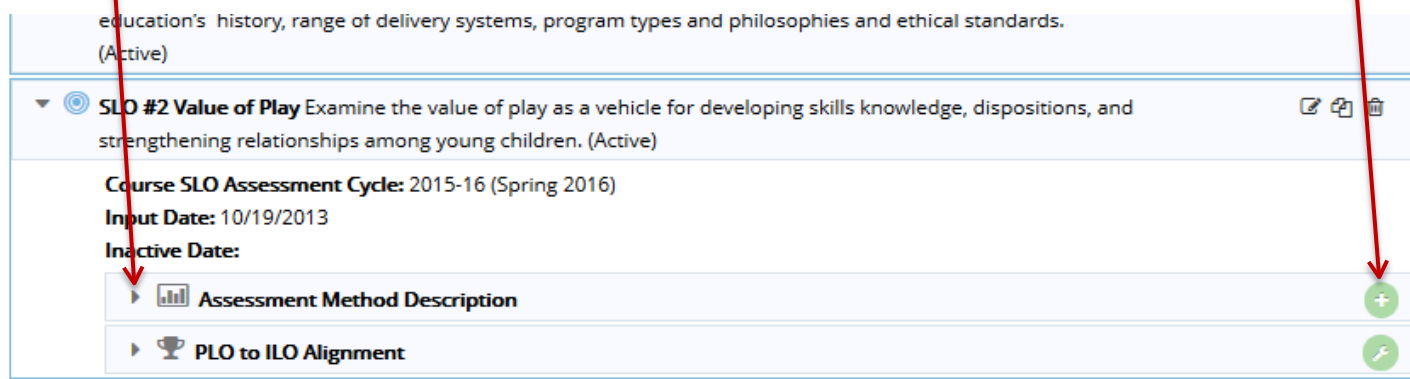 education's history, range of delivery systems, program types and philosophies and ethical standards.
(Active)
SLO #2 Value of Play Examine the value of play as a vehicle for developing skills knowledge, dispositions, and
strengthening relationships among young children. (Active)
Course SLO Assessment Cycle: 2015-16 (Spring 2016)
Input Date: 10/19/2013
Inactive Date:
Assessment Method Description
PLO to ILO Alignment